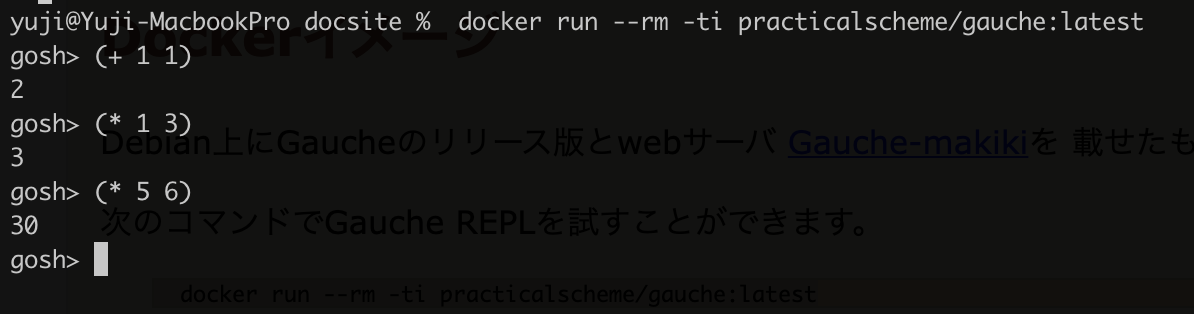 yuji@Yuji-MacbookPro docsite %  docker run --rm -ti practicalscheme/gauche:latest
Dockerイメージ
gosh> (+ 1 1)
2
gosh> (* 1 3)
Debian上にGaucheのリリース版とwebサーバ Gauche-makikiを 載せたも
3
gosh> (* 5 6)
30
次のコマンドでGauche REPLを試すことができます。
gosh>
docker run --rm -ti practicalscheme/gauche:latest